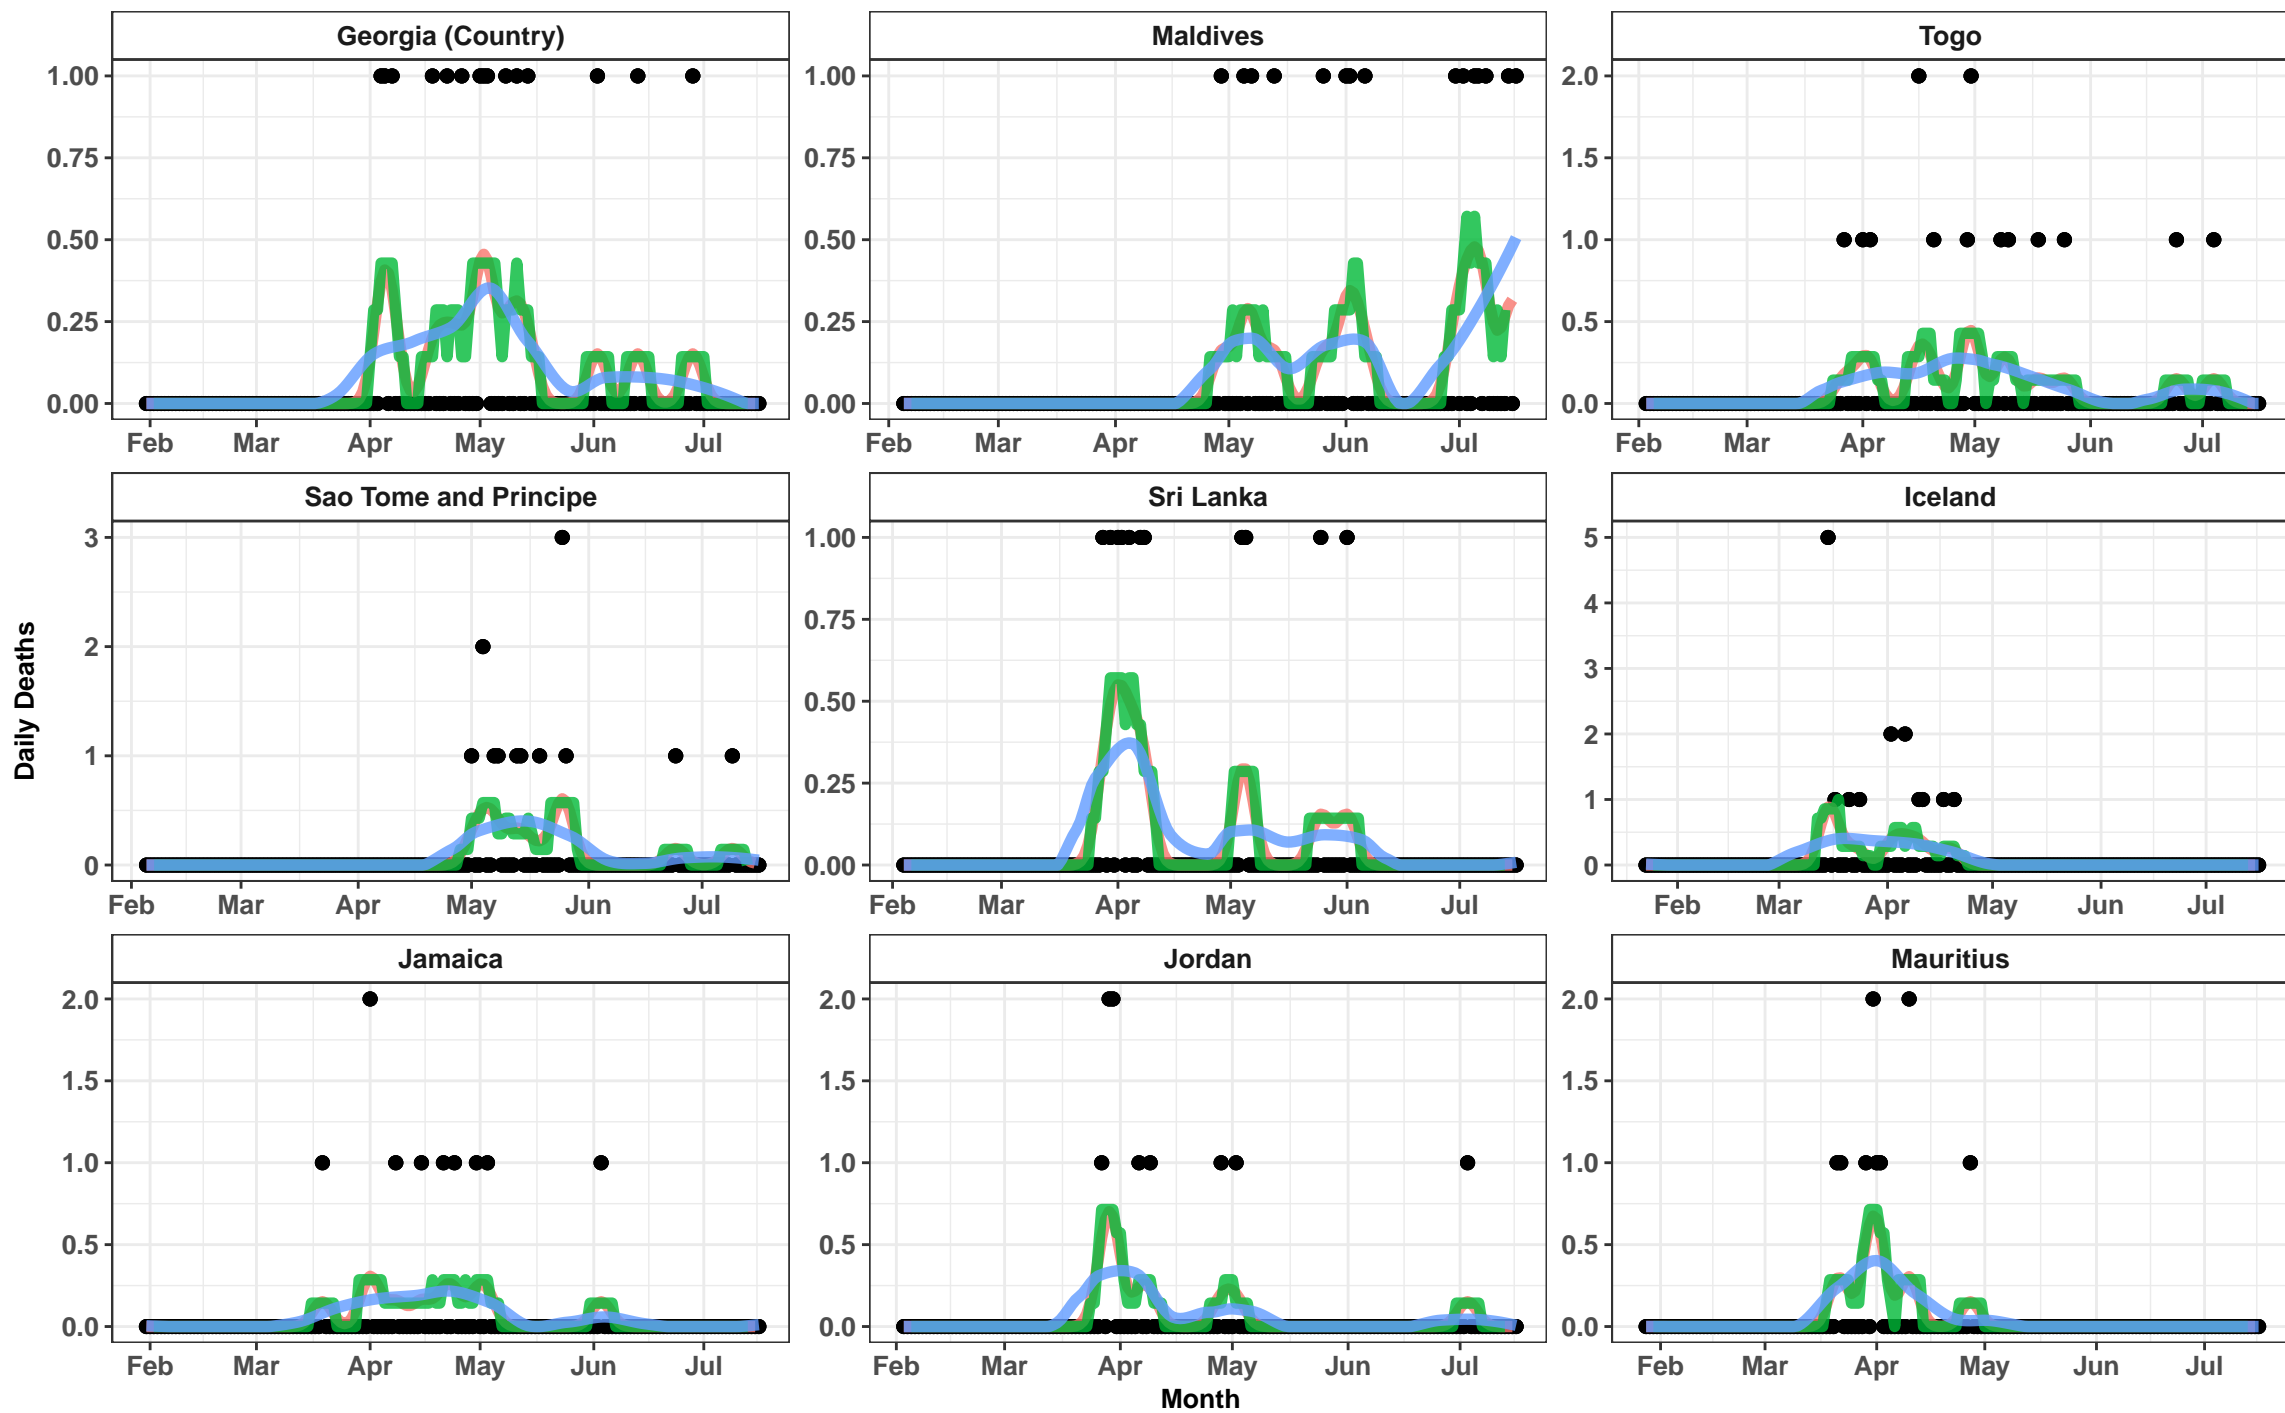 Georgia (Country) Maldives Togo
1.00 1.00 2.0
0.75 0.75 1.5
0.50 0.50 1.0
0.25 0.25 0.5
0.00 0.00 0.0
Feb Mar Apr May Jun Jul Feb Mar Apr May Jun Jul Feb Mar Apr May Jun Jul
Sao Tome and Principe Sri Lanka Iceland
3 1.00 5
4
2 0.75
3
1 0.50 2
0.25 1
0 0.00 0
Feb Mar Apr May Jun Jul Feb Mar Apr May Jun Jul Feb Mar Apr May Jun Jul
Daily Deaths
Jamaica Jordan Mauritius
2.0 2.0 2.0
1.5 1.5 1.5
1.0 1.0 1.0
0.5 0.5 0.5
0.0 0.0 0.0
Feb Mar Apr May Jun Jul Feb Mar Apr May Jun Jul Feb Mar Apr May Jun Jul
Month